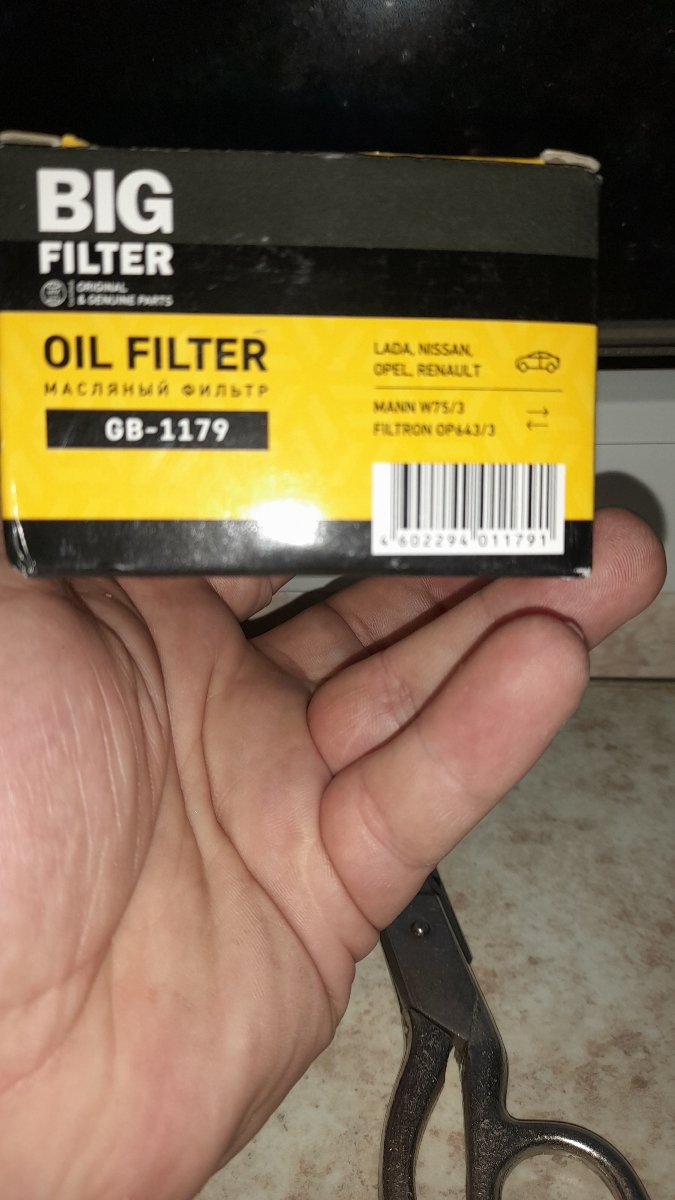 BIG
FILTER
ORIGINAL
& GENUINE PARTS
OIL FILTER
МАСЛЯНЫЙ ФИЛЬТР
GB-1179
LADA, NISSAN,
OPEL, RENAULT
MANN W75/3
FILTRON OP643/3
4 602294 011791